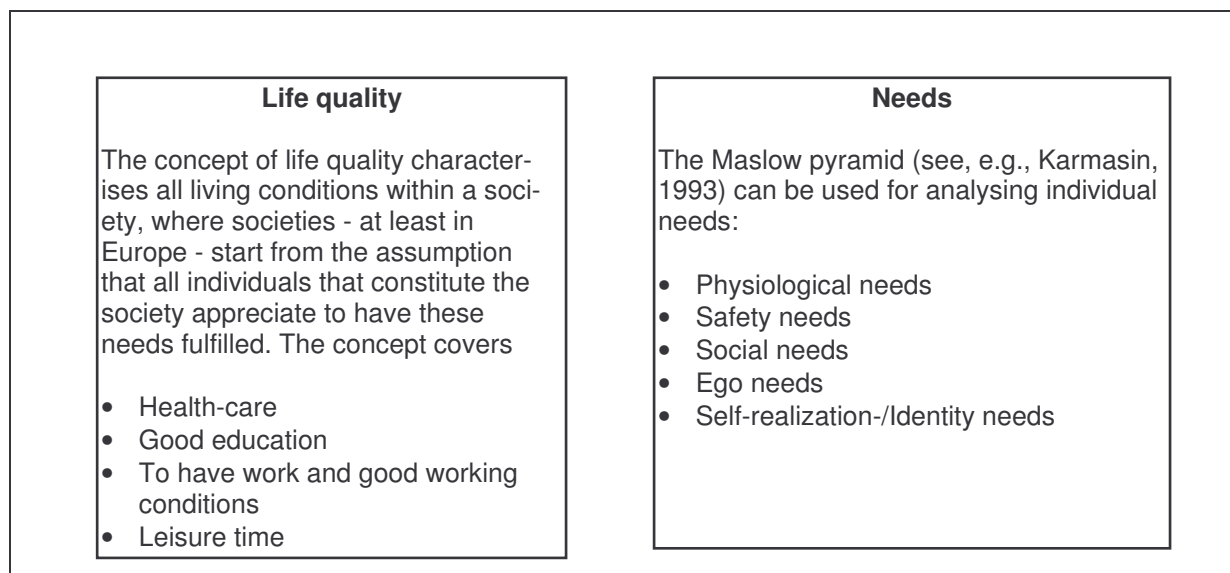 Life quality
The concept of life quality character-
ises all living conditions within a soci-
ety, where societies - at least in
Europe - start from the assumption
that all individuals that constitute the
society appreciate to have these
needs fulfilled. The concept covers
• Health-care
• Good education
• To have work and good working
conditions
• Leisure time
Needs
The Maslow pyramid (see, e.g., Karmasin,
1993) can be used for analysing individual
needs:
• Physiological needs
• Safety needs
• Social needs
• Ego needs
• Self-realization-/Identity needs